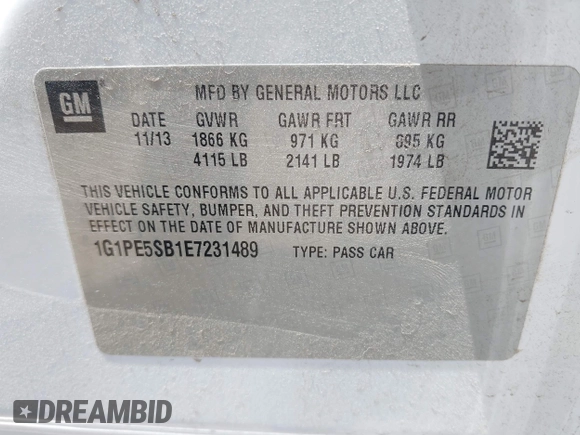 GM
MFD BY GENERAL MOTORS LLC
DATE GVWR GAWR FRT GAWR RR
11/13 1866 KG 971 KG 895 KG
4115 LB 2141 LB 1974 LB
THIS VEHICLE CONFORMS TO ALL APPLICABLE U.S. FEDERAL MOTOR
VEHICLE SAFETY, BUMPER, AND THEFT PREVENTION STANDARDS IN
EFFECT ON THE DATE OF MANUFACTURE SHOWN ABOVE.
1G1PE5SB1E7231489 TYPE: PASS CAR
DREAMBID